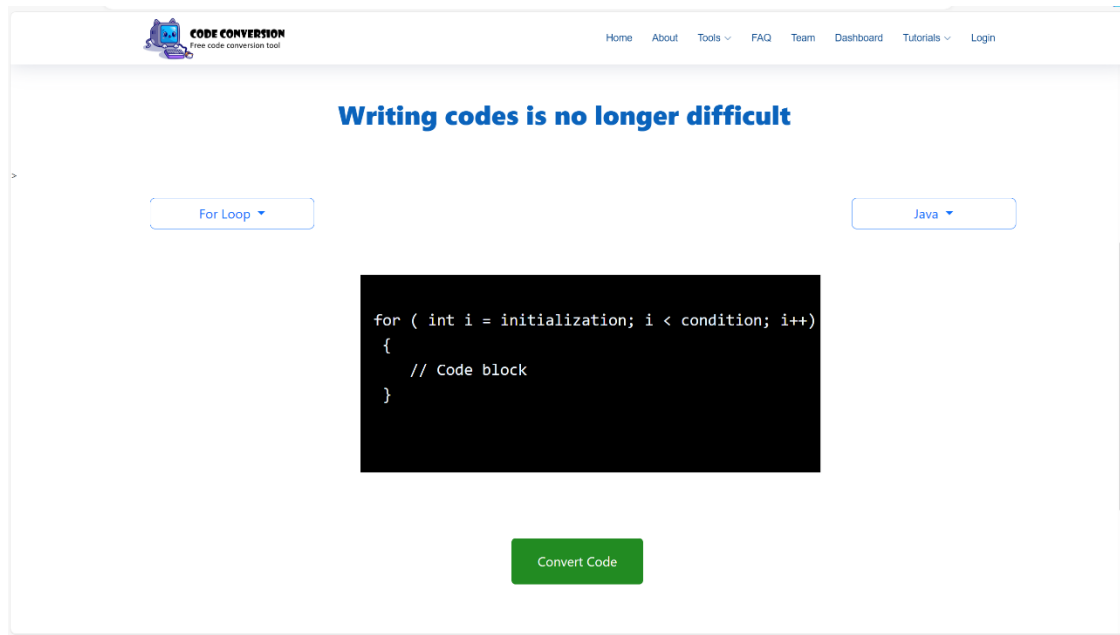 CODE CONVERSION
Free code conversion tool
Home About Tools FAQ Team Dashboard Tutorials Login
Writing codes is no longer difficult
>
For Loop
Java
for ( int i = initialization; i < condition; i++)
{
// Code block
}
Convert Code